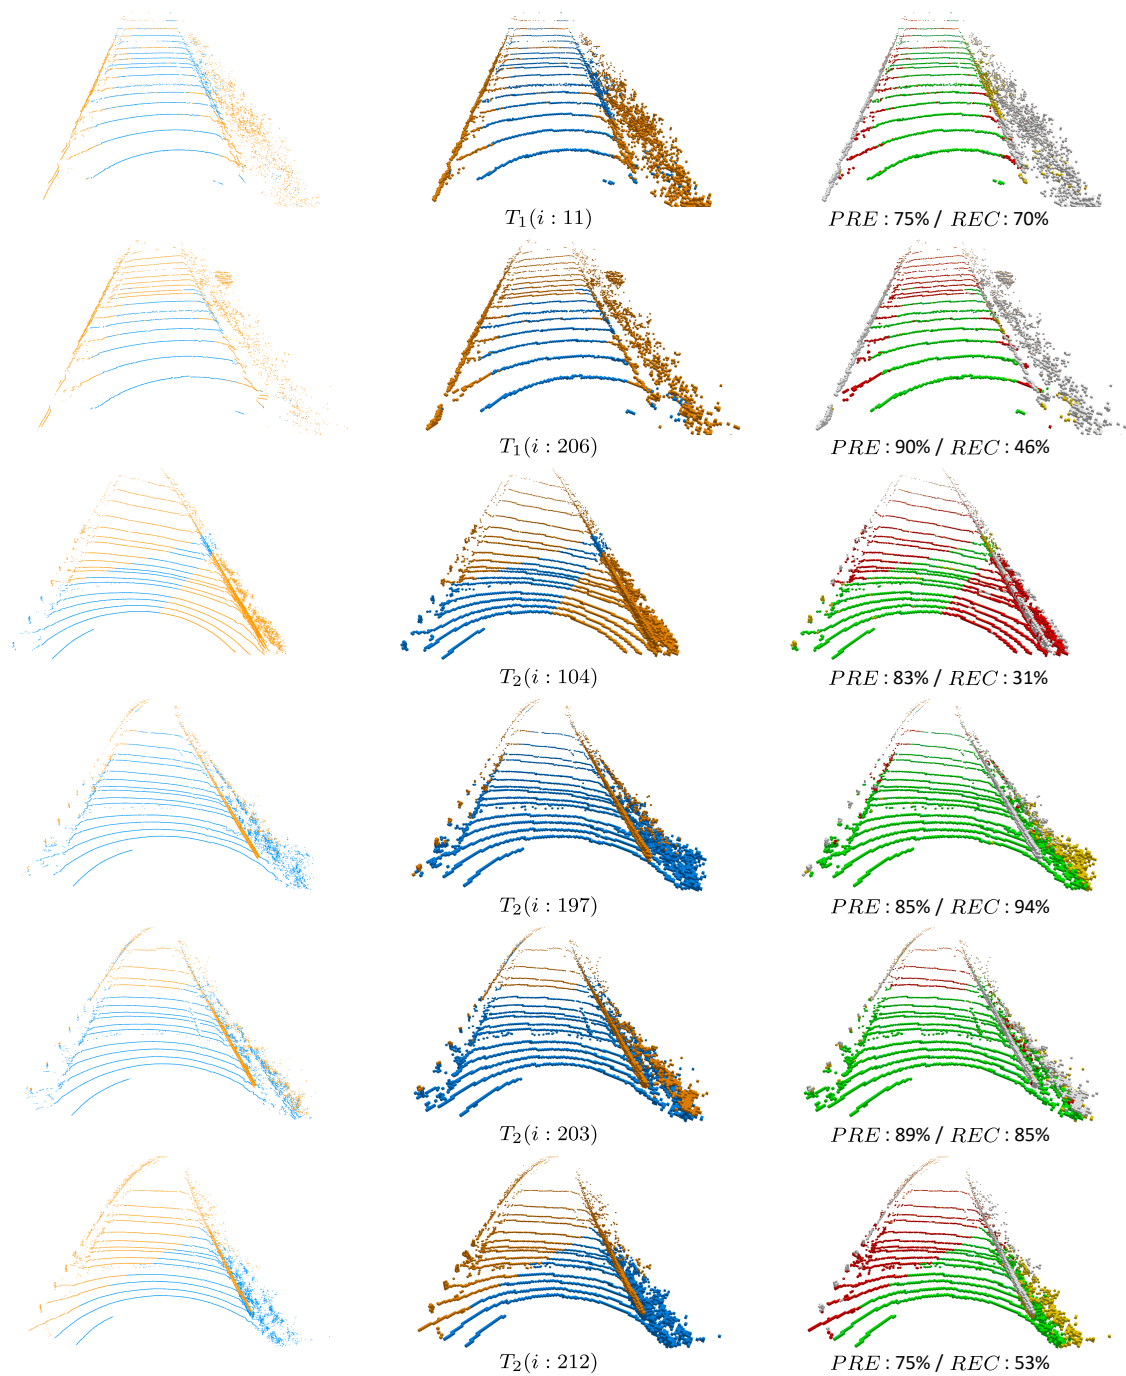 T₁(i : 11)
PRE : 75% / REC : 70%
T₁(i : 206)
PRE : 90% / REC : 46%
T₂(i : 104)
PRE : 83% / REC : 31%
T₂(i : 197)
PRE : 85% / REC : 94%
T₂(i : 203)
PRE : 89% / REC : 85%
T₂(i : 212)
PRE : 75% / REC : 53%